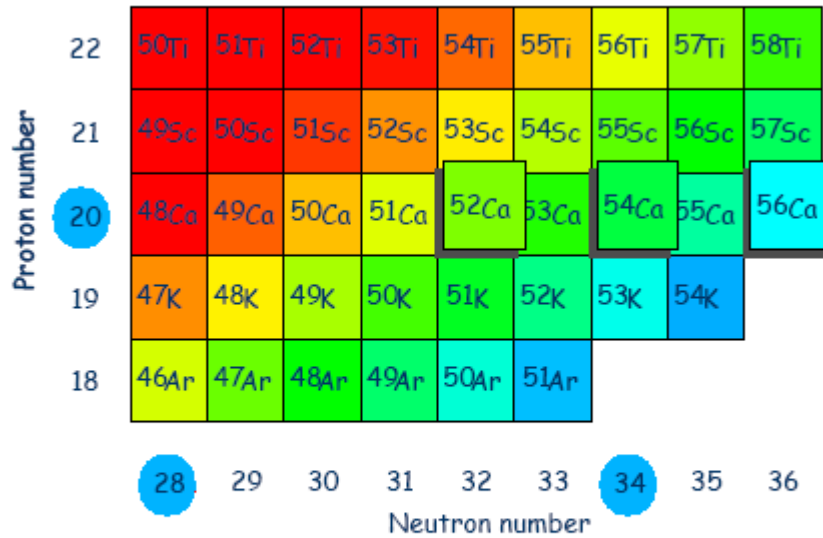 22 50Ti 51Ti 52Ti 53Ti 54Ti 55Ti 56Ti 57Ti 58Ti
21 49Sc 50Sc 51Sc 52Sc 53Sc 54Sc 55Sc 56Sc 57Sc
20 48Ca 49Ca 50Ca 51Ca 52Ca 53Ca 54Ca 55Ca 56Ca
19 47K 48K 49K 50K 51K 52K 53K 54K
18 46Ar 47Ar 48Ar 49Ar 50Ar 51Ar
Proton number
28 29 30 31 32 33 34 35 36
Neutron number